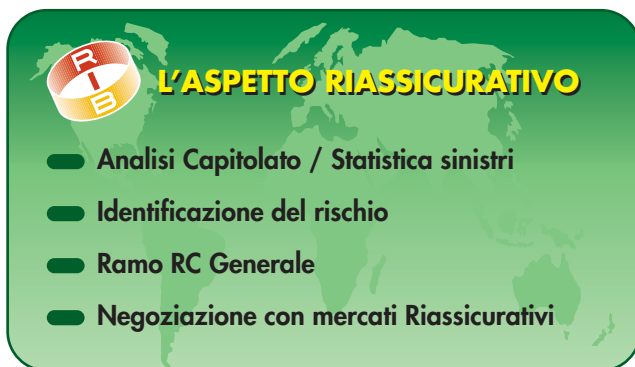 RIB
L'ASPETTO RIASSICURATIVO
Analisi Capitolato / Statistica sinistri
Identificazione del rischio
Ramo RC Generale
Negoziazione con mercati Riassicurativi